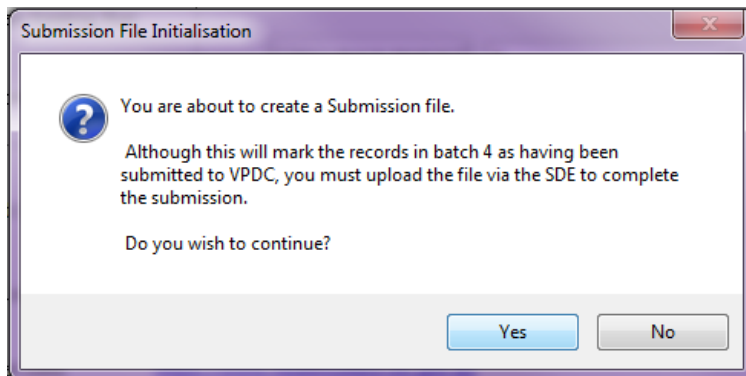 Submission File Initialisation
You are about to create a Submission file.
Although this will mark the records in batch 4 as having been
submitted to VPDC, you must upload the file via the SDE to complete
the submission.
Do you wish to continue?
Yes No